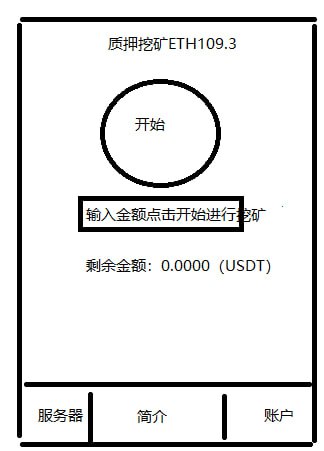 质押挖矿ETH109.3
开始
输入金额点击开始进行挖矿
剩余金额：0.0000（USDT）
服务器 简介 账户